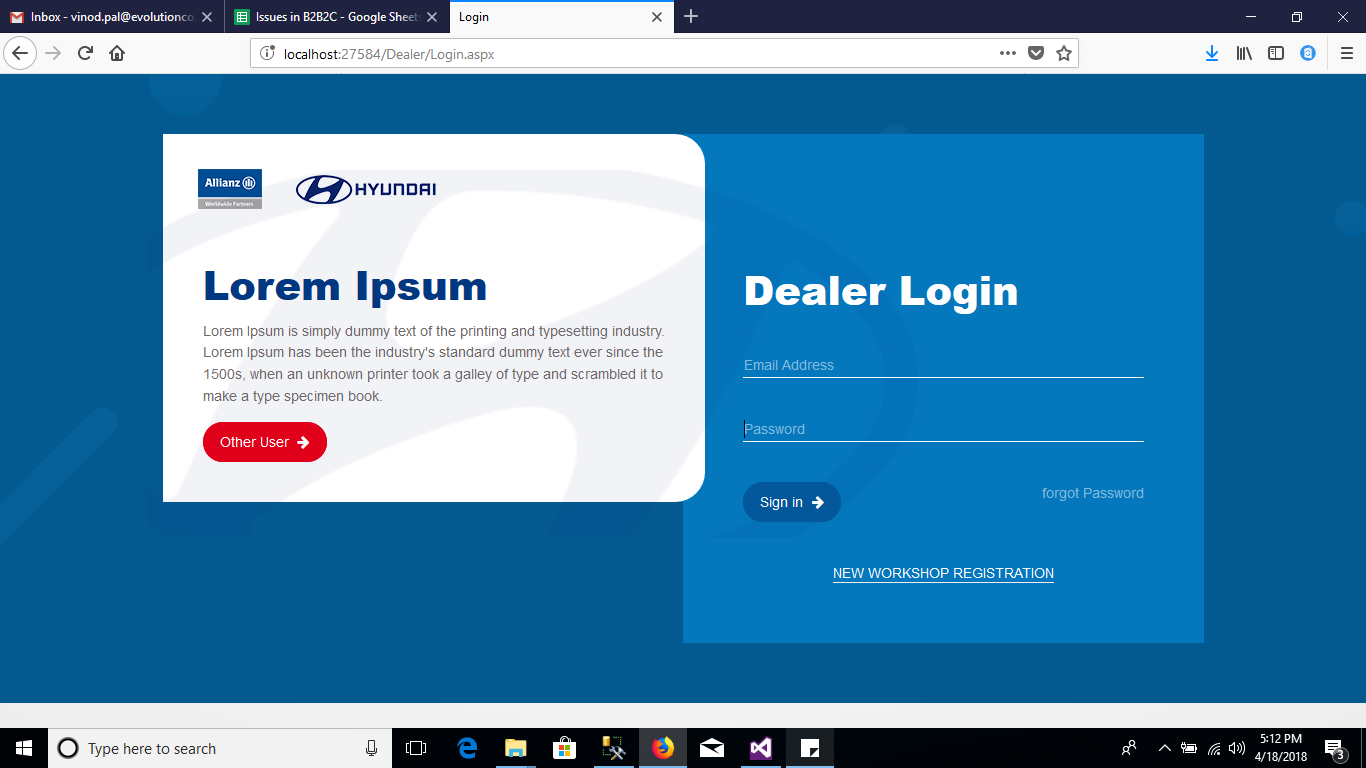 Inbox - vinod.pal@evolutionco
Issues in B2B2C - Google Sheets
Login
localhost:27584/Dealer/Login.aspx
Allianz
Worldwide Partners
HYUNDAI
Lorem Ipsum
Lorem Ipsum is simply dummy text of the printing and typesetting industry.
Lorem Ipsum has been the industry's standard dummy text ever since the
1500s, when an unknown printer took a galley of type and scrambled it to
make a type specimen book.
Other User
Dealer Login
Email Address
Password
Sign in
forgot Password
NEW WORKSHOP REGISTRATION
Type here to search
5:12 PM
4/18/2018
3